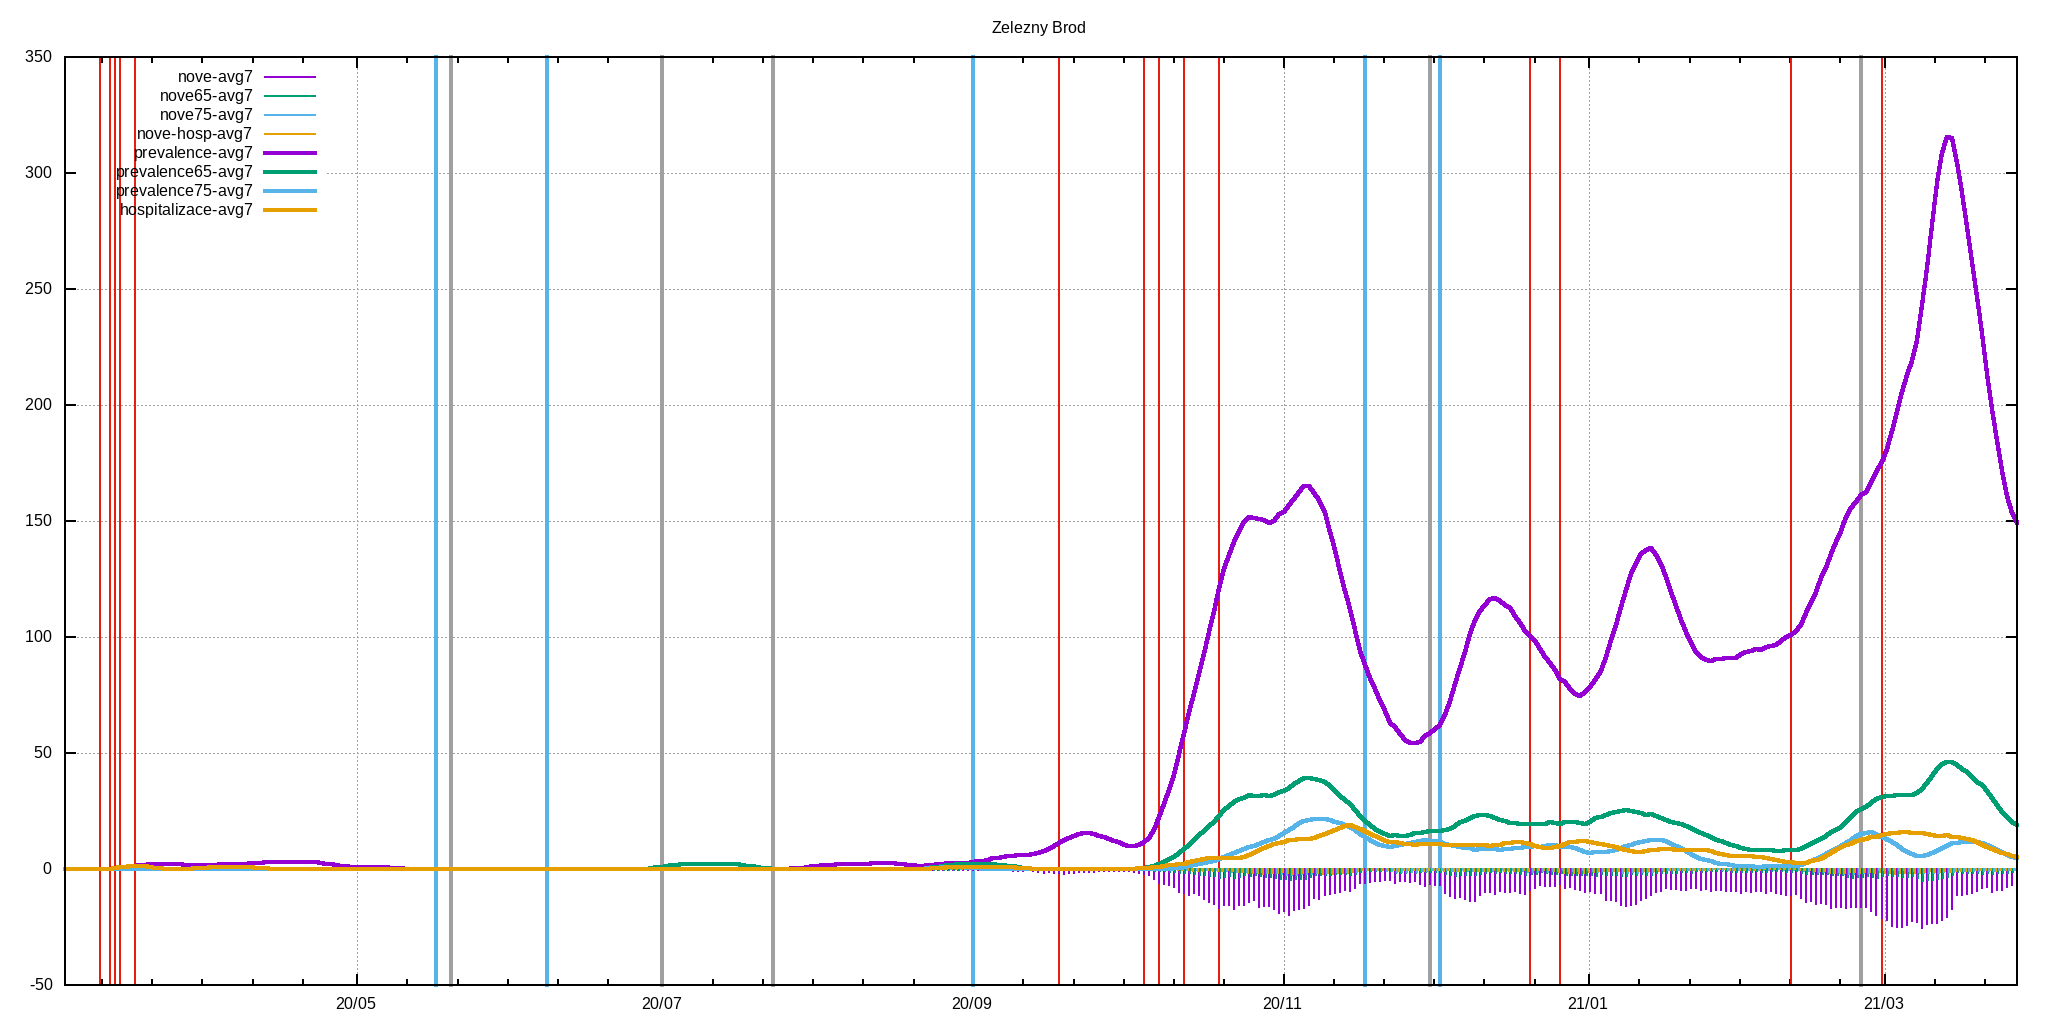 Zelezny Brod
350
300
250
200
150
100
50
0
-50
nove-avg7
nove65-avg7
nove75-avg7
nove-hosp-avg7
prevalence-avg7
prevalence65-avg7
prevalence75-avg7
hospitalizace-avg7
20/05
20/07
20/09
20/11
21/01
21/03